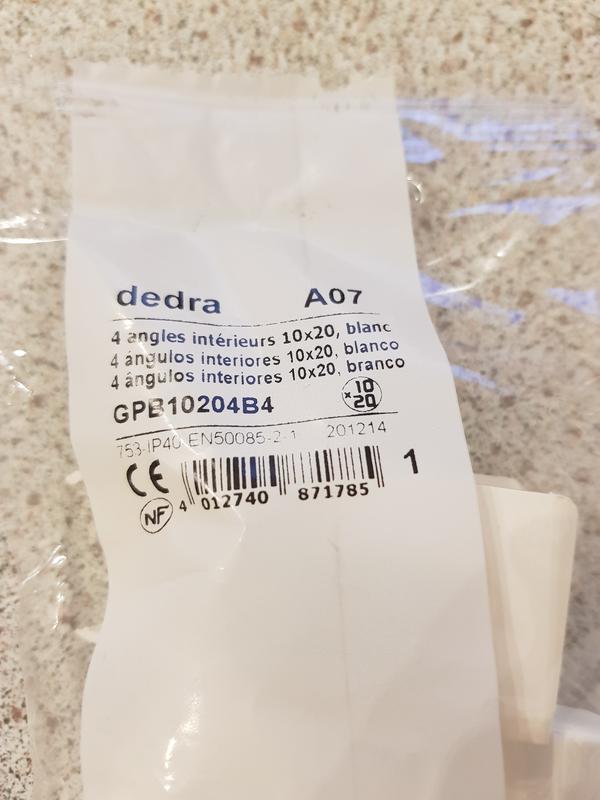 dedra A07
4 angles intérieurs 10x20, blanc
4 ángulos interiores 10x20, blanco
4 ángulos interiores 10x20, branco
GPB10204B4
10
x20
753-IP40 EN50085-2-1 201214
CE
NF
4 012740 871785
1